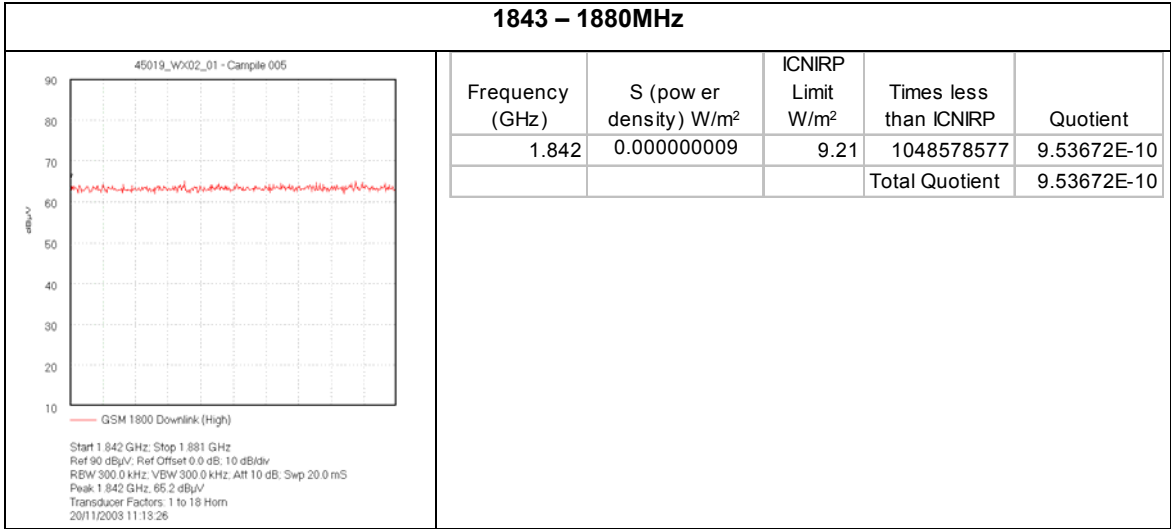 1843 – 1880MHz
45019_WX02_01 - Campile 005
90
80
70
60
50
40
30
20
10
dBµV
GSM 1800 Downlink (High)
Start 1.842 GHz; Stop 1.881 GHz
Ref 90 dBµV; Ref Offset 0.0 dB; 10 dB/div
RBW 300.0 kHz; VBW 300.0 kHz; Att 10 dB; Swp 20.0 mS
Peak 1.842 GHz, 65.2 dBµV
Transducer Factors: 1 to 18 Horn
20/11/2003 11:13:26
Frequency (GHz) S (pow er density) W/m² ICNIRP Limit W/m² Times less than ICNIRP Quotient
1.842 0.000000009 9.21 1048578577 9.53672E-10
Total Quotient 9.53672E-10